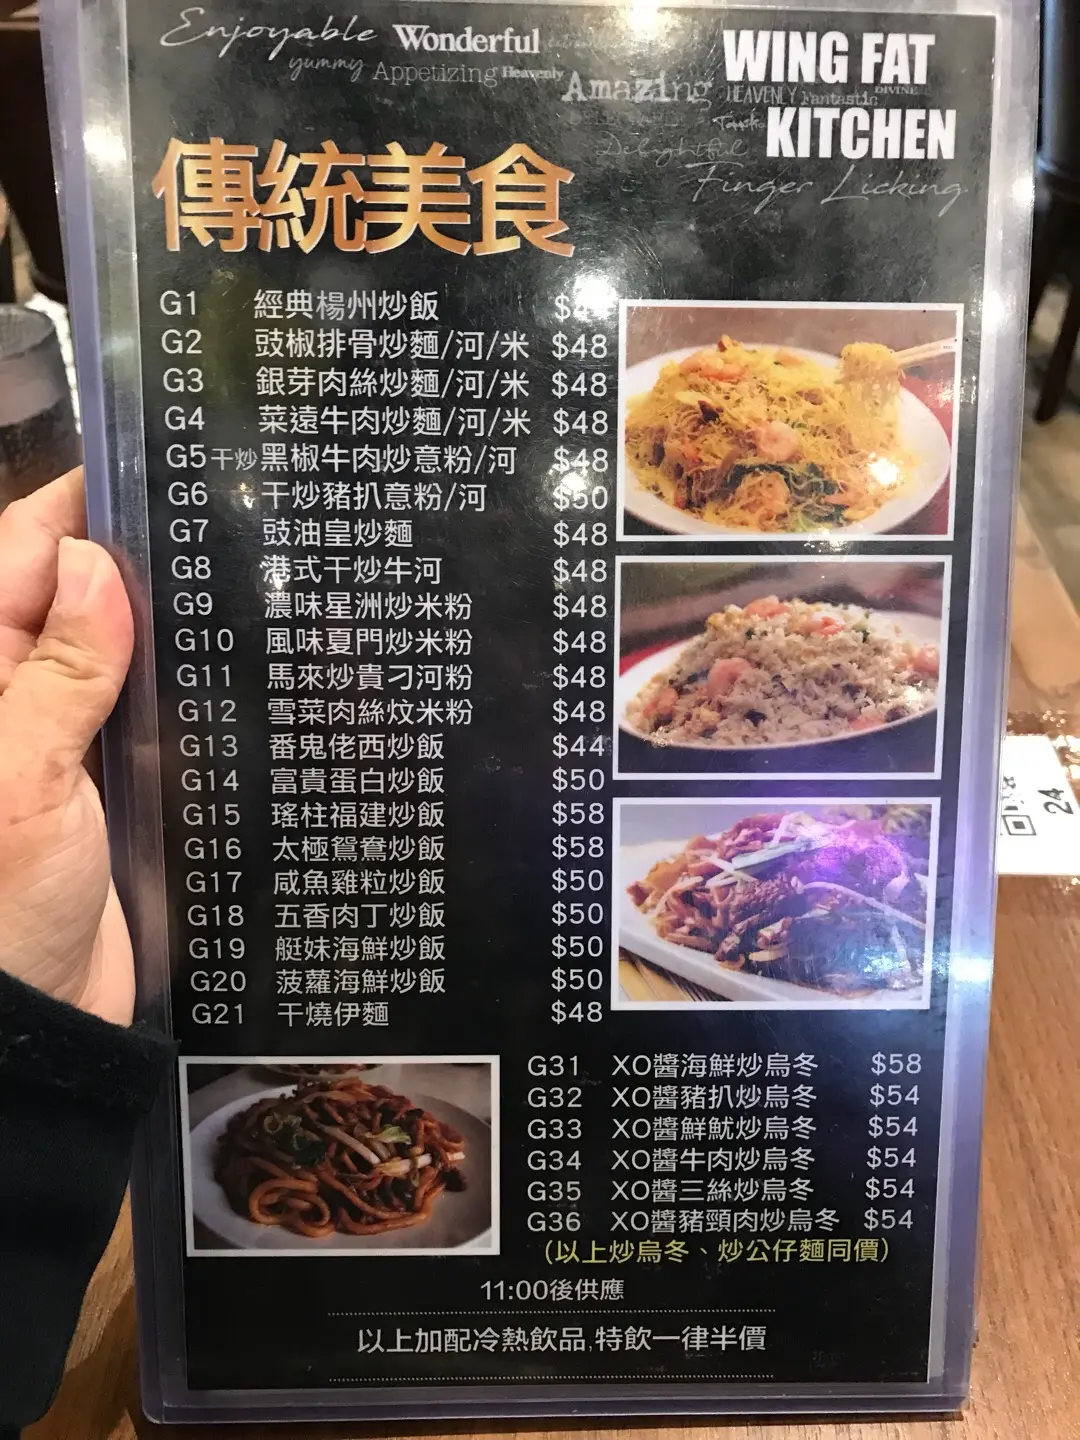 Enjoyable Wonderful
yummy Appetizing Heavenly Amazing
WING FAT
HEAVENLY Fantastic DIVINE
KITCHEN
Delightful
Finger Licking
傳統美食
G1 經典楊州炒飯
G2 豉椒排骨炒麵/河/米 $48
G3 銀芽肉絲炒麵/河/米 $48
G4 菜遠牛肉炒麵/河/米 $48
G5 干炒黑椒牛肉炒意粉/河 $48
G6 干炒豬扒意粉/河 $50
G7 豉油皇炒麵 $48
G8 港式干炒牛河 $48
G9 濃味星洲炒米粉 $48
G10 風味夏門炒米粉 $48
G11 馬來炒貴刁河粉 $48
G12 雪菜肉絲炆米粉 $48
G13 番鬼佬西炒飯 $44
G14 富貴蛋白炒飯 $50
G15 瑤柱福建炒飯 $58
G16 太極鴛鴦炒飯 $58
G17 咸魚雞粒炒飯 $50
G18 五香肉丁炒飯 $50
G19 艇妹海鮮炒飯 $50
G20 菠蘿海鮮炒飯 $50
G21 干燒伊麵 $48
G31 XO醬海鮮炒烏冬 $58
G32 XO醬豬扒炒烏冬 $54
G33 XO醬鮮魷炒烏冬 $54
G34 XO醬牛肉炒烏冬 $54
G35 XO醬三絲炒烏冬 $54
G36 XO醬豬頸肉炒烏冬 $54
(以上炒烏冬、炒公仔麵同價)
11:00後供應
以上加配冷熱飲品,特飲一律半價
24